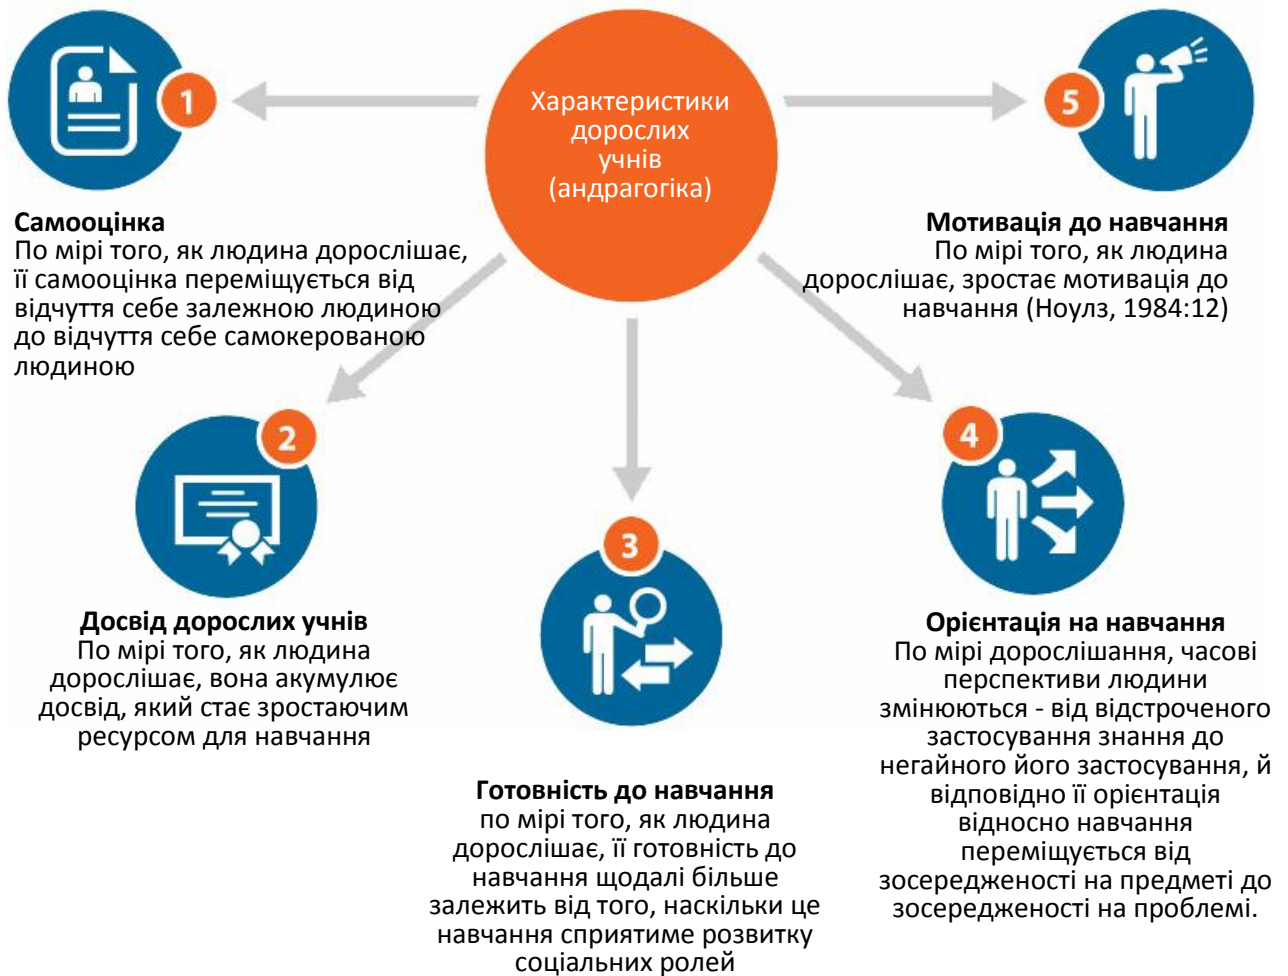 Характеристики
дорослих
учнів
(андрагогіка)
1
Самооцінка
По мірі того, як людина дорослішає,
її самооцінка переміщується від
відчуття себе залежною людиною
до відчуття себе самокерованою
людиною
2
Досвід дорослих учнів
По мірі того, як людина
дорослішає, вона акумулює
досвід, який стає зростаючим
ресурсом для навчання
3
Готовність до навчання
по мірі того, як людина
дорослішає, її готовність до
навчання щодалі більше
залежить від того, наскільки це
навчання сприятиме розвитку
соціальних ролей
4
Орієнтація на навчання
По мірі дорослішання, часові
перспективи людини
змінюються - від відстроченого
застосування знання до
негайного його застосування, й
відповідно її орієнтація
відносно навчання
переміщується від
зосередженості на предметі до
зосередженості на проблемі.
5
Мотивація до навчання
По мірі того, як людина
дорослішає, зростає мотивація до
навчання (Ноулз, 1984:12)